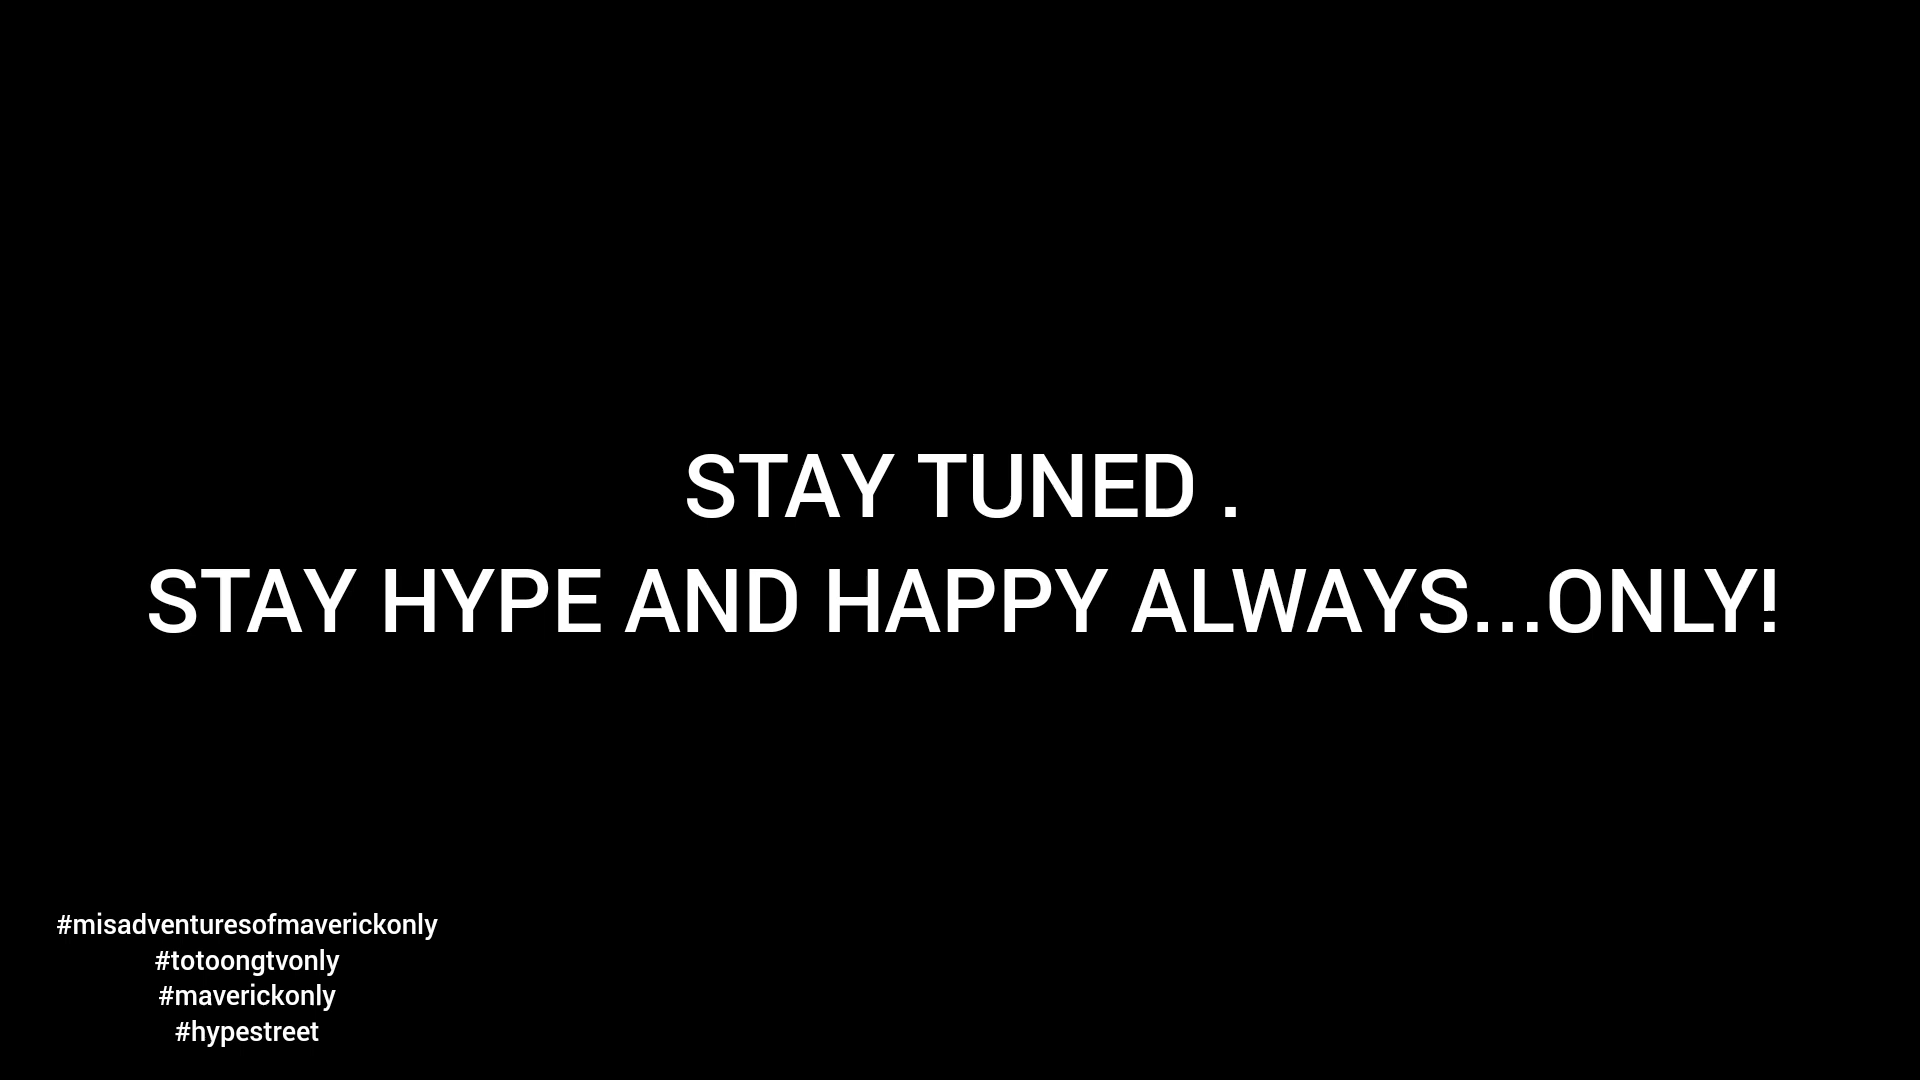 STAY TUNED .
STAY HYPE AND HAPPY ALWAYS...ONLY!
#misadventuresofmaverickonly
#totoongtvonly
#maverickonly
#hypestreet